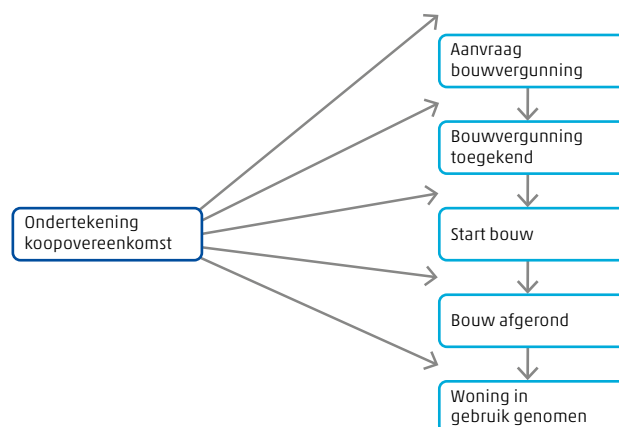 Aanvraag
bouwvergunning
Bouwvergunning
toegekend
Ondertekening
koopovereenkomst
Start bouw
Bouw afgerond
Woning in
gebruik genomen